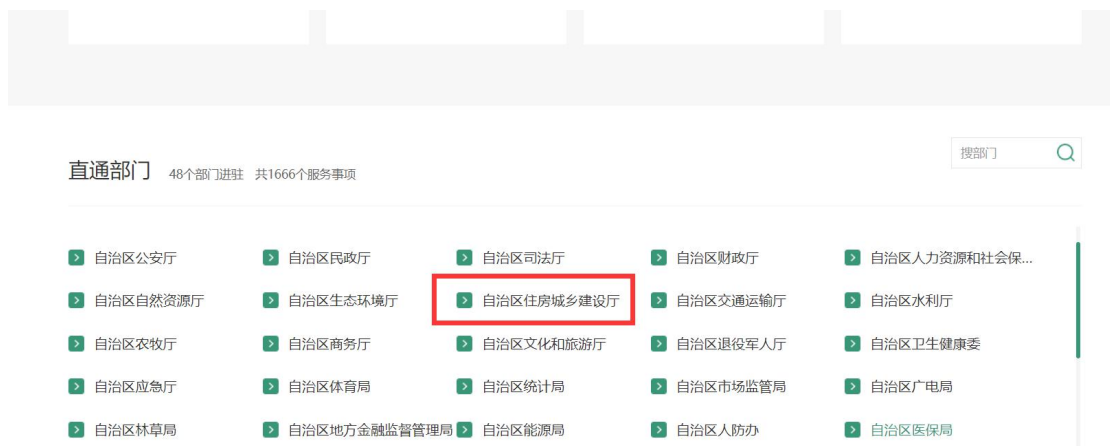 搜部门
直通部门 48个部门进驻 共1666个服务事项
自治区公安厅 自治区民政厅 自治区司法厅 自治区财政厅 自治区人力资源和社会保...
自治区自然资源厅 自治区生态环境厅 自治区住房城乡建设厅 自治区交通运输厅 自治区水利厅
自治区农牧厅 自治区商务厅 自治区文化和旅游厅 自治区退役军人厅 自治区卫生健康委
自治区应急厅 自治区体育局 自治区统计局 自治区市场监管局 自治区广电局
自治区林草局 自治区地方金融监督管理局 自治区能源局 自治区人防办 自治区医保局